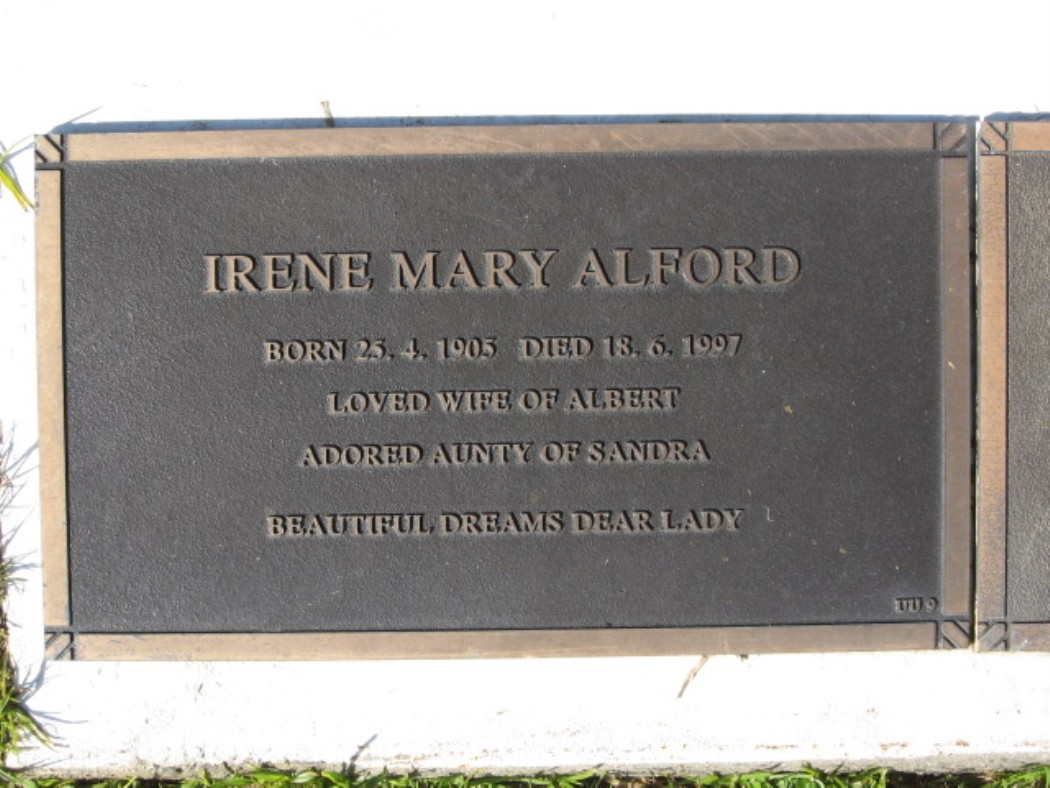 IRENE MARY ALFORD
BORN 25. 4. 1905 DIED 18. 6. 1997
LOVED WIFE OF ALBERT
ADORED AUNTY OF SANDRA
BEAUTIFUL DREAMS DEAR LADY
UU 9